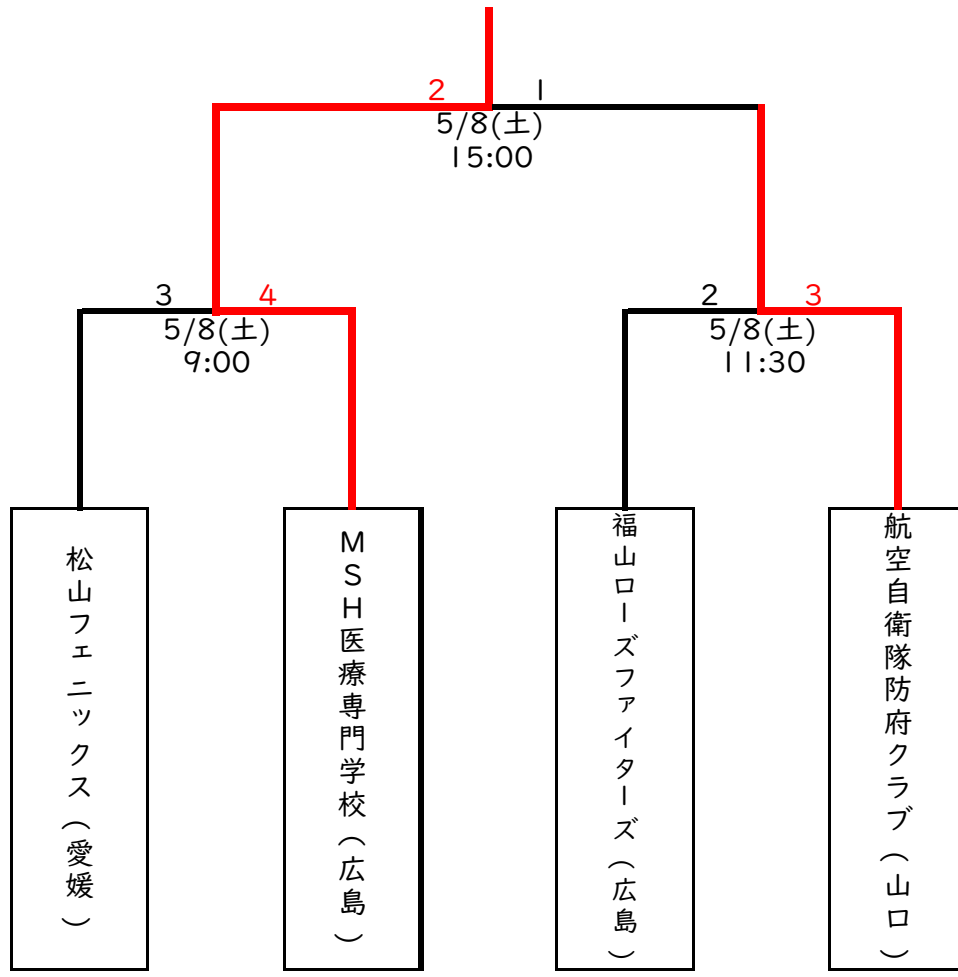 2 1
5/8(土)
15:00
3 4
5/8(土)
9:00
2 3
5/8(土)
11:30
松山フェニックス(愛媛)
MSH医療専門学校(広島)
福山ローズファイターズ(広島)
航空自衛隊防府クラブ(山口)